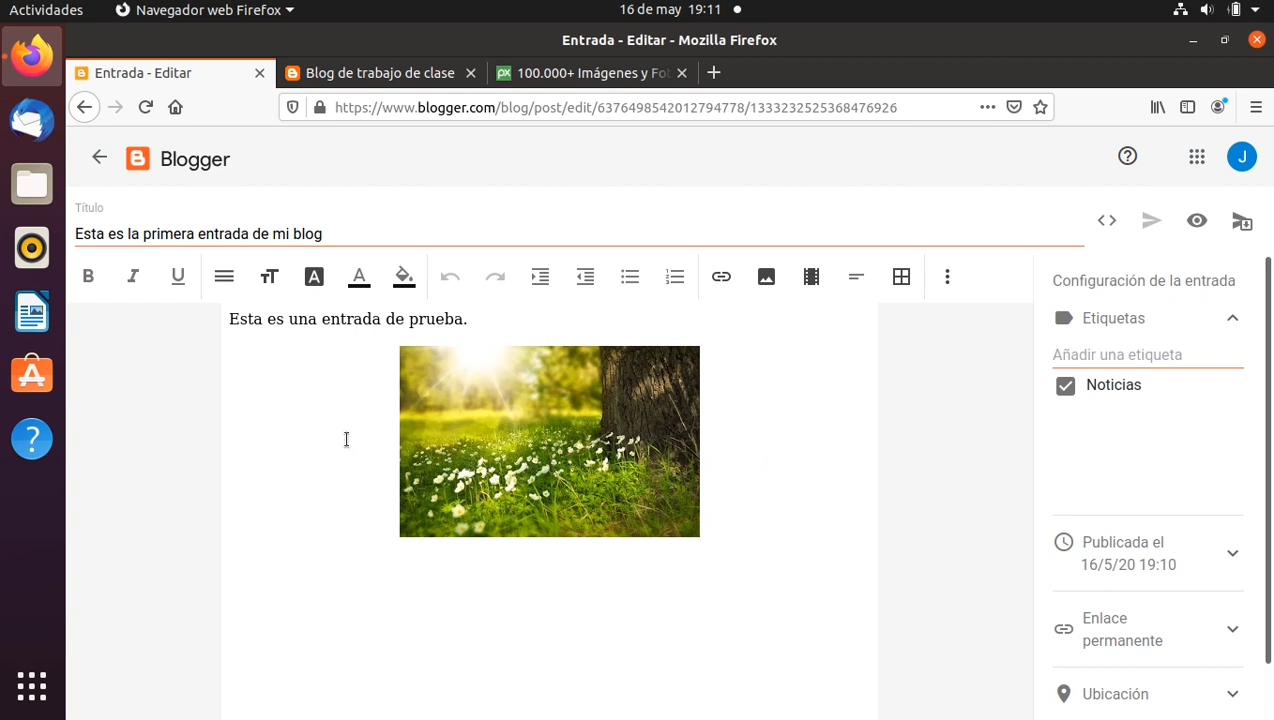 Actividades
Navegador web Firefox
16 de may 19:11
Entrada - Editar - Mozilla Firefox
Entrada - Editar
Blog de trabajo de clase
px
100.000+ Imágenes y Fo
https://www.blogger.com/blog/post/edit/6376498542012794778/1333232525368476926
Blogger
J
Título
Esta es la primera entrada de mi blog
Esta es una entrada de prueba.
Configuración de la entrada
Etiquetas
Añadir una etiqueta
Noticias
Publicada el
16/5/20 19:10
Enlace
permanente
Ubicación